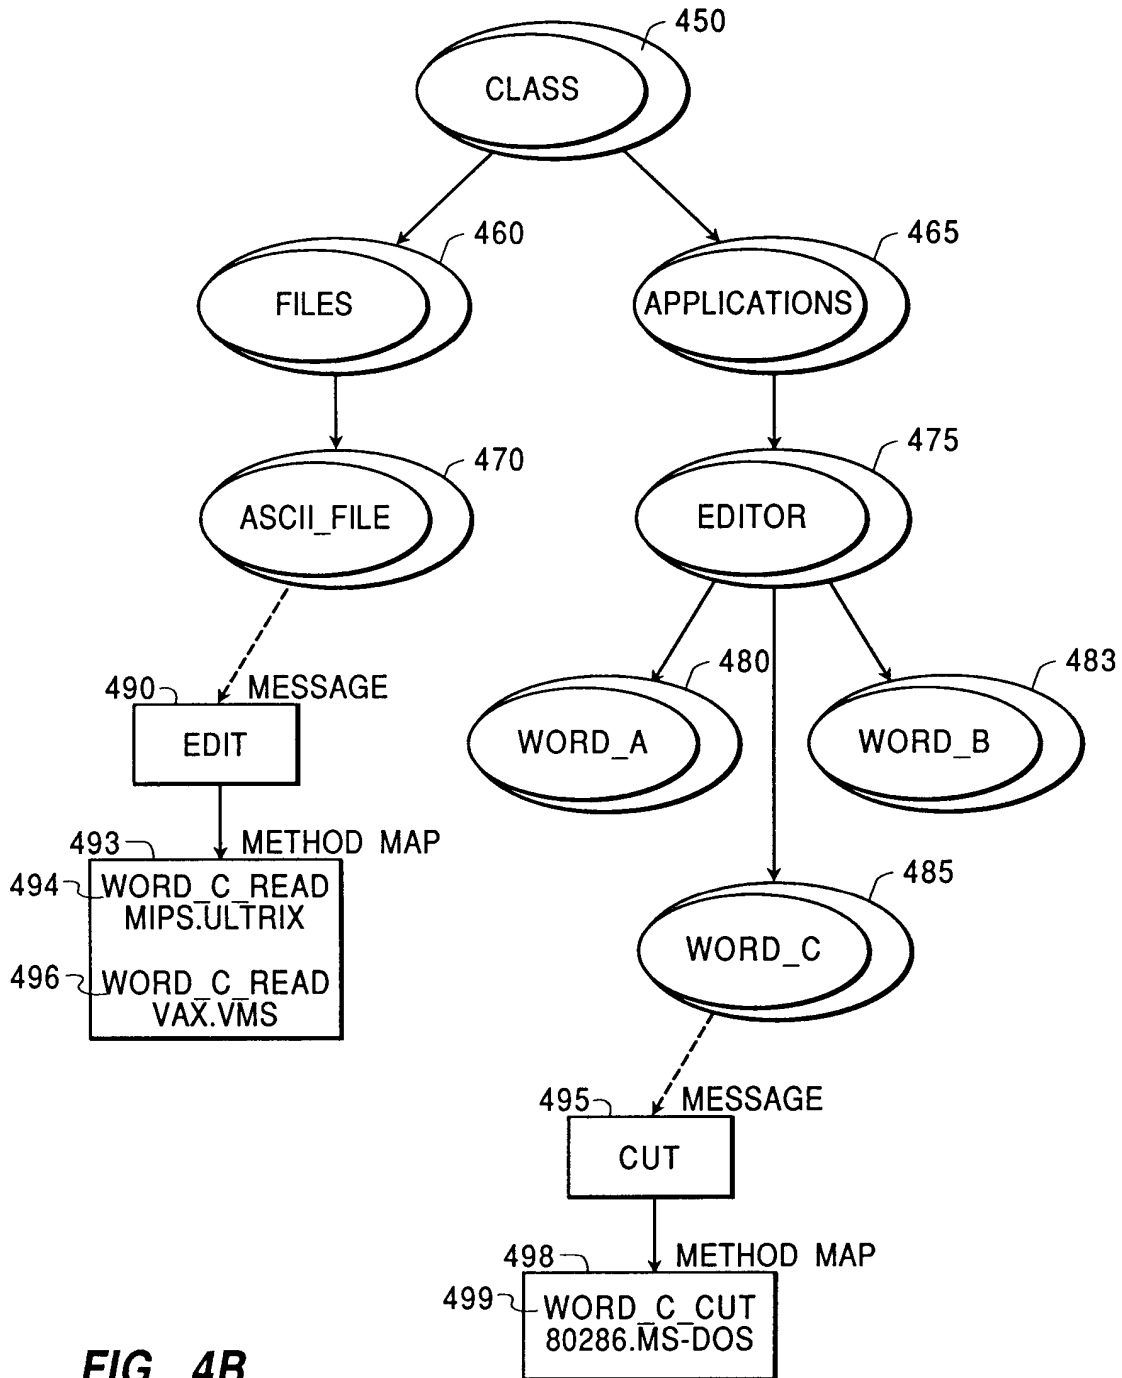 450
CLASS
460
465
FILES
APPLICATIONS
470
475
ASCII_FILE
EDITOR
480
483
490
MESSAGE
EDIT
WORD_A
WORD_B
493
METHOD MAP
494
WORD_C_READ
MIPS.ULTRIX
496
WORD_C_READ
VAX.VMS
485
WORD_C
495
MESSAGE
CUT
498
METHOD MAP
499
WORD_C_CUT
80286.MS-DOS
FIG. 4B